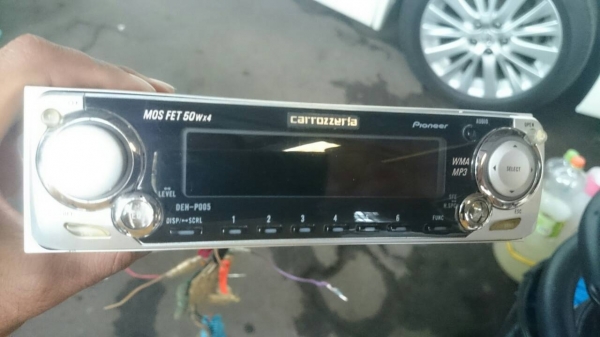 MOS FET 50W×4
carrozzeria
Pioneer
WMA
MP3
SELECT
LEVEL
DEH-P005
DISP/↩SCRL
1
2
3
4
6
FUNC